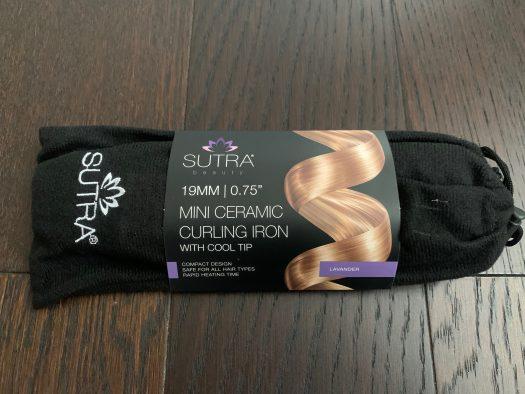 SUTRA®
SUTRA®
beauty
19MM | 0.75”
MINI CERAMIC
CURLING IRON
WITH COOL TIP
COMPACT DESIGN
SAFE FOR ALL HAIR TYPES
RAPID HEATING TIME
LAVANDER